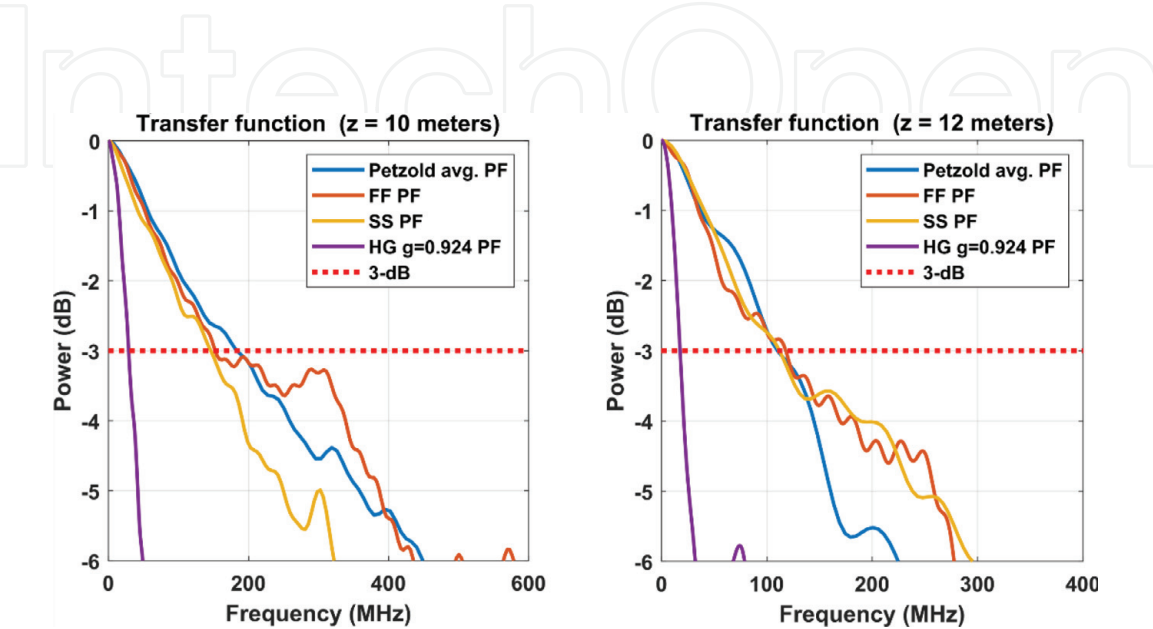 IntechOpen
Transfer function (z = 10 meters)
Petzold avg. PF
FF PF
SS PF
HG g=0.924 PF
3-dB
0
-1
-2
-3
-4
-5
-6
Power (dB)
0 200 400 600
Frequency (MHz)
Transfer function (z = 12 meters)
Petzold avg. PF
FF PF
SS PF
HG g=0.924 PF
3-dB
0
-1
-2
-3
-4
-5
-6
Power (dB)
0 100 200 300 400
Frequency (MHz)